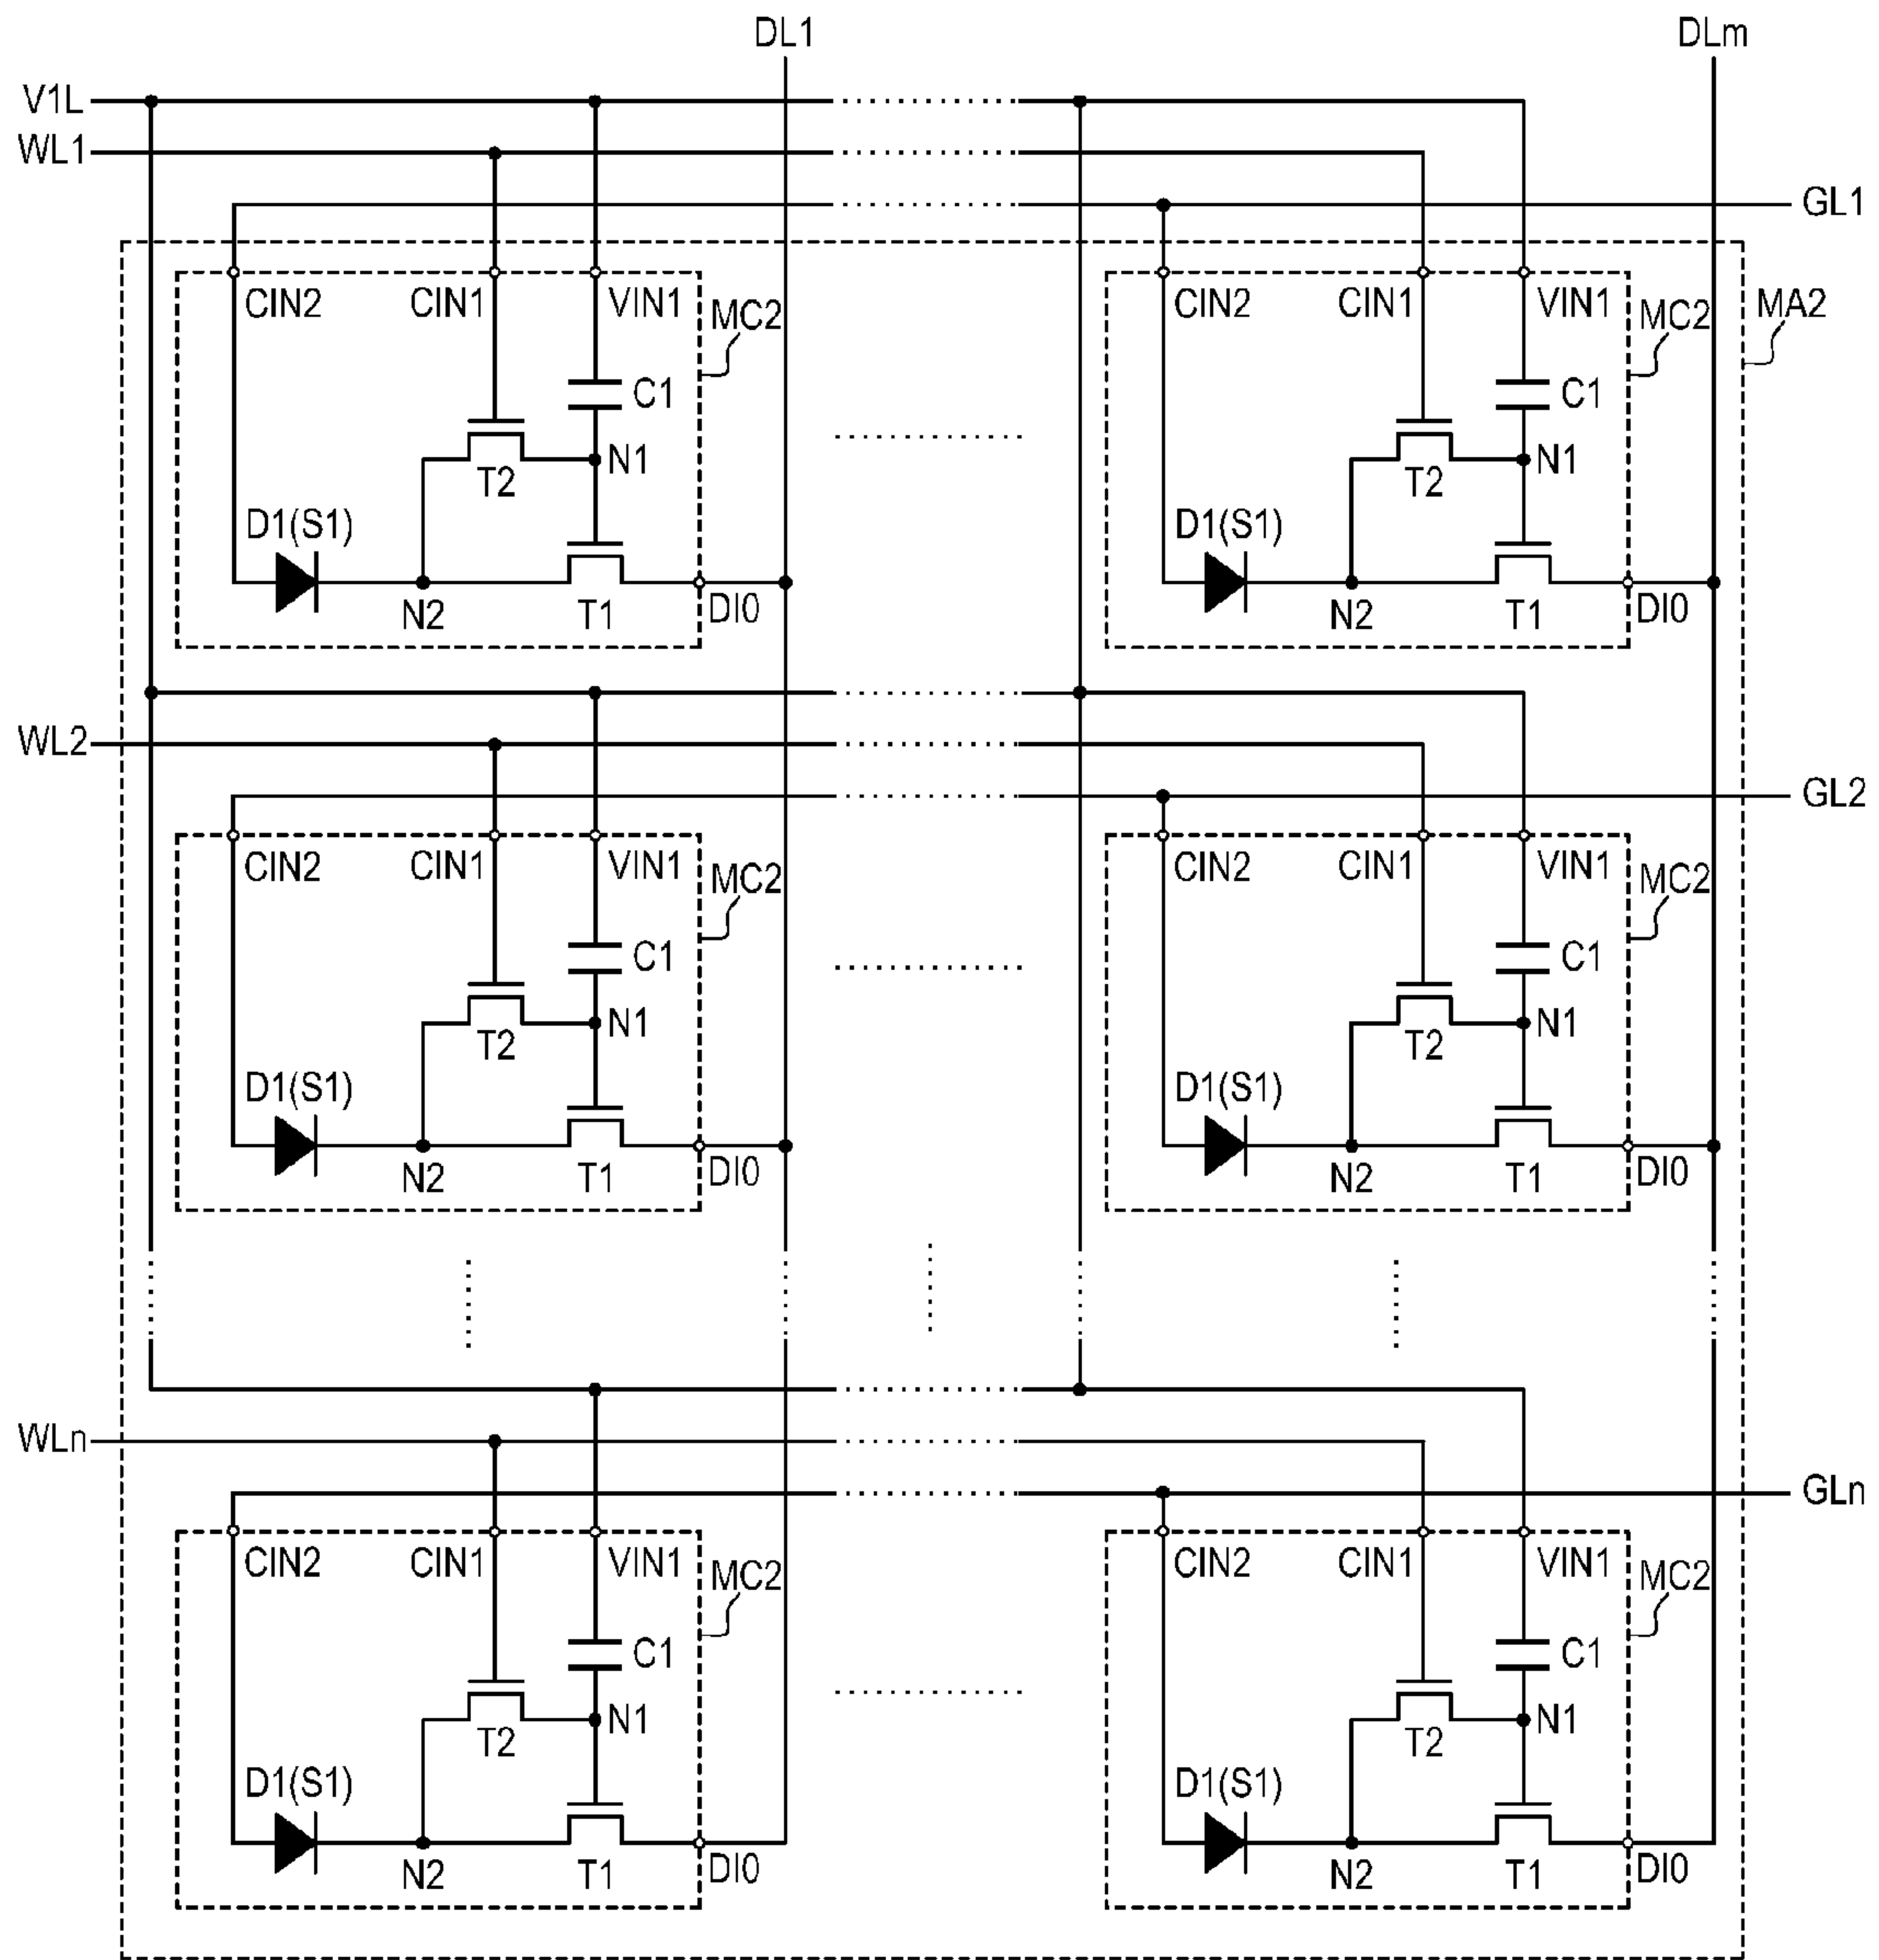 DL1 DLm
V1L
WL1
GL1
CIN2 CIN1 VIN1 CIN2 CIN1 VIN1 MA2
MC2 MC2
C1 C1
N1 N1
T2 T2
D1(S1) D1(S1)
N2 T1 DI0 N2 T1 DI0
WL2
GL2
CIN2 CIN1 VIN1 CIN2 CIN1 VIN1
MC2 MC2
C1 C1
N1 N1
T2 T2
D1(S1) D1(S1)
N2 T1 DI0 N2 T1 DI0
WLn
GLn
CIN2 CIN1 VIN1 CIN2 CIN1 VIN1
MC2 MC2
C1 C1
N1 N1
T2 T2
D1(S1) D1(S1)
N2 T1 DI0 N2 T1 DI0